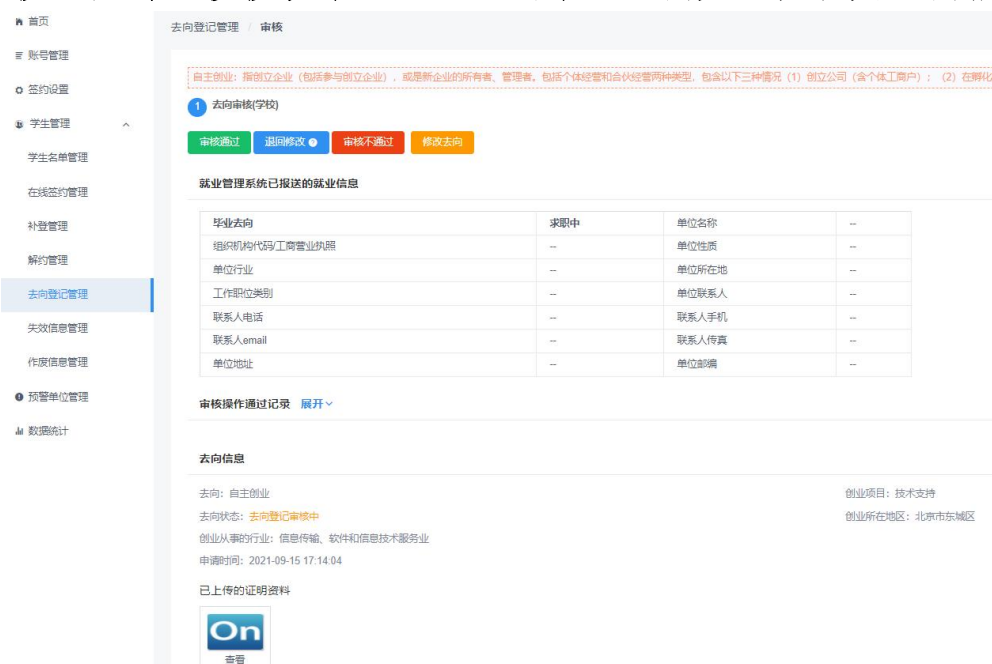 首页
账号管理
签约设置
学生管理
学生名单管理
在线签约管理
补登管理
解约管理
去向登记管理
失效信息管理
作废信息管理
预警单位管理
数据统计
去向登记管理 / 审核
自主创业：指创立企业（包括参与创立企业），或是新企业的所有者、管理者。包括个体经营和合伙经营两种类型，包含以下三种情况（1）创立公司（含个体工商户）；（2）在孵化
1 去向审核(学校)
审核通过 退回修改 审核不通过 修改去向
就业管理系统已报送的就业信息
毕业去向 求职中 单位名称 --
组织机构代码/工商营业执照 -- 单位性质 --
单位行业 -- 单位所在地 --
工作职位类别 -- 单位联系人 --
联系人电话 -- 联系人手机 --
联系人email -- 联系人传真 --
单位地址 -- 单位邮编 --
审核操作通过记录 展开
去向信息
去向：自主创业 创业项目：技术支持
去向状态：去向登记审核中 创业所在地区：北京市东城区
创业从事的行业：信息传输、软件和信息技术服务业
申请时间：2021-09-15 17:14:04
已上传的证明资料
On
查看